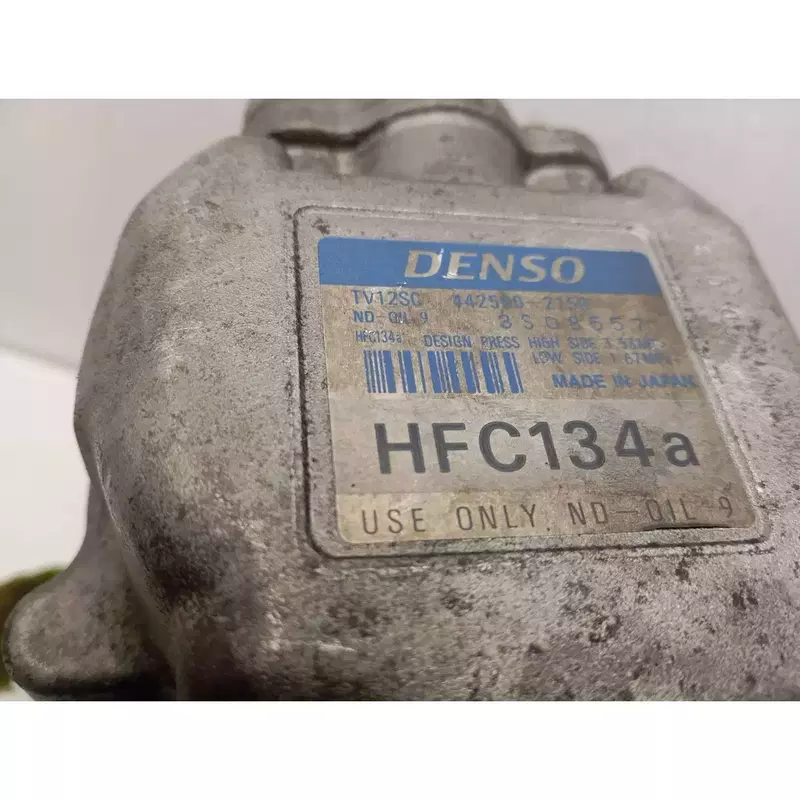 DENSO
TV12SC 442500-2150
ND-OIL 9 3S08657
HFC134a DESIGN PRESS HIGH SIDE
LOW SIDE
MADE IN JAPAN
HFC134a
USE ONLY ND-OIL 9